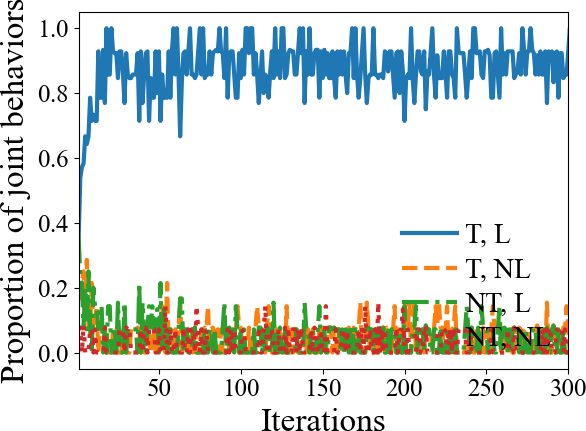 Proportion of joint behaviors
1.0
0.8
0.6
0.4
0.2
0.0
T, L
T, NL
NT, L
NT, NL
50
100
150
200
250
300
Iterations